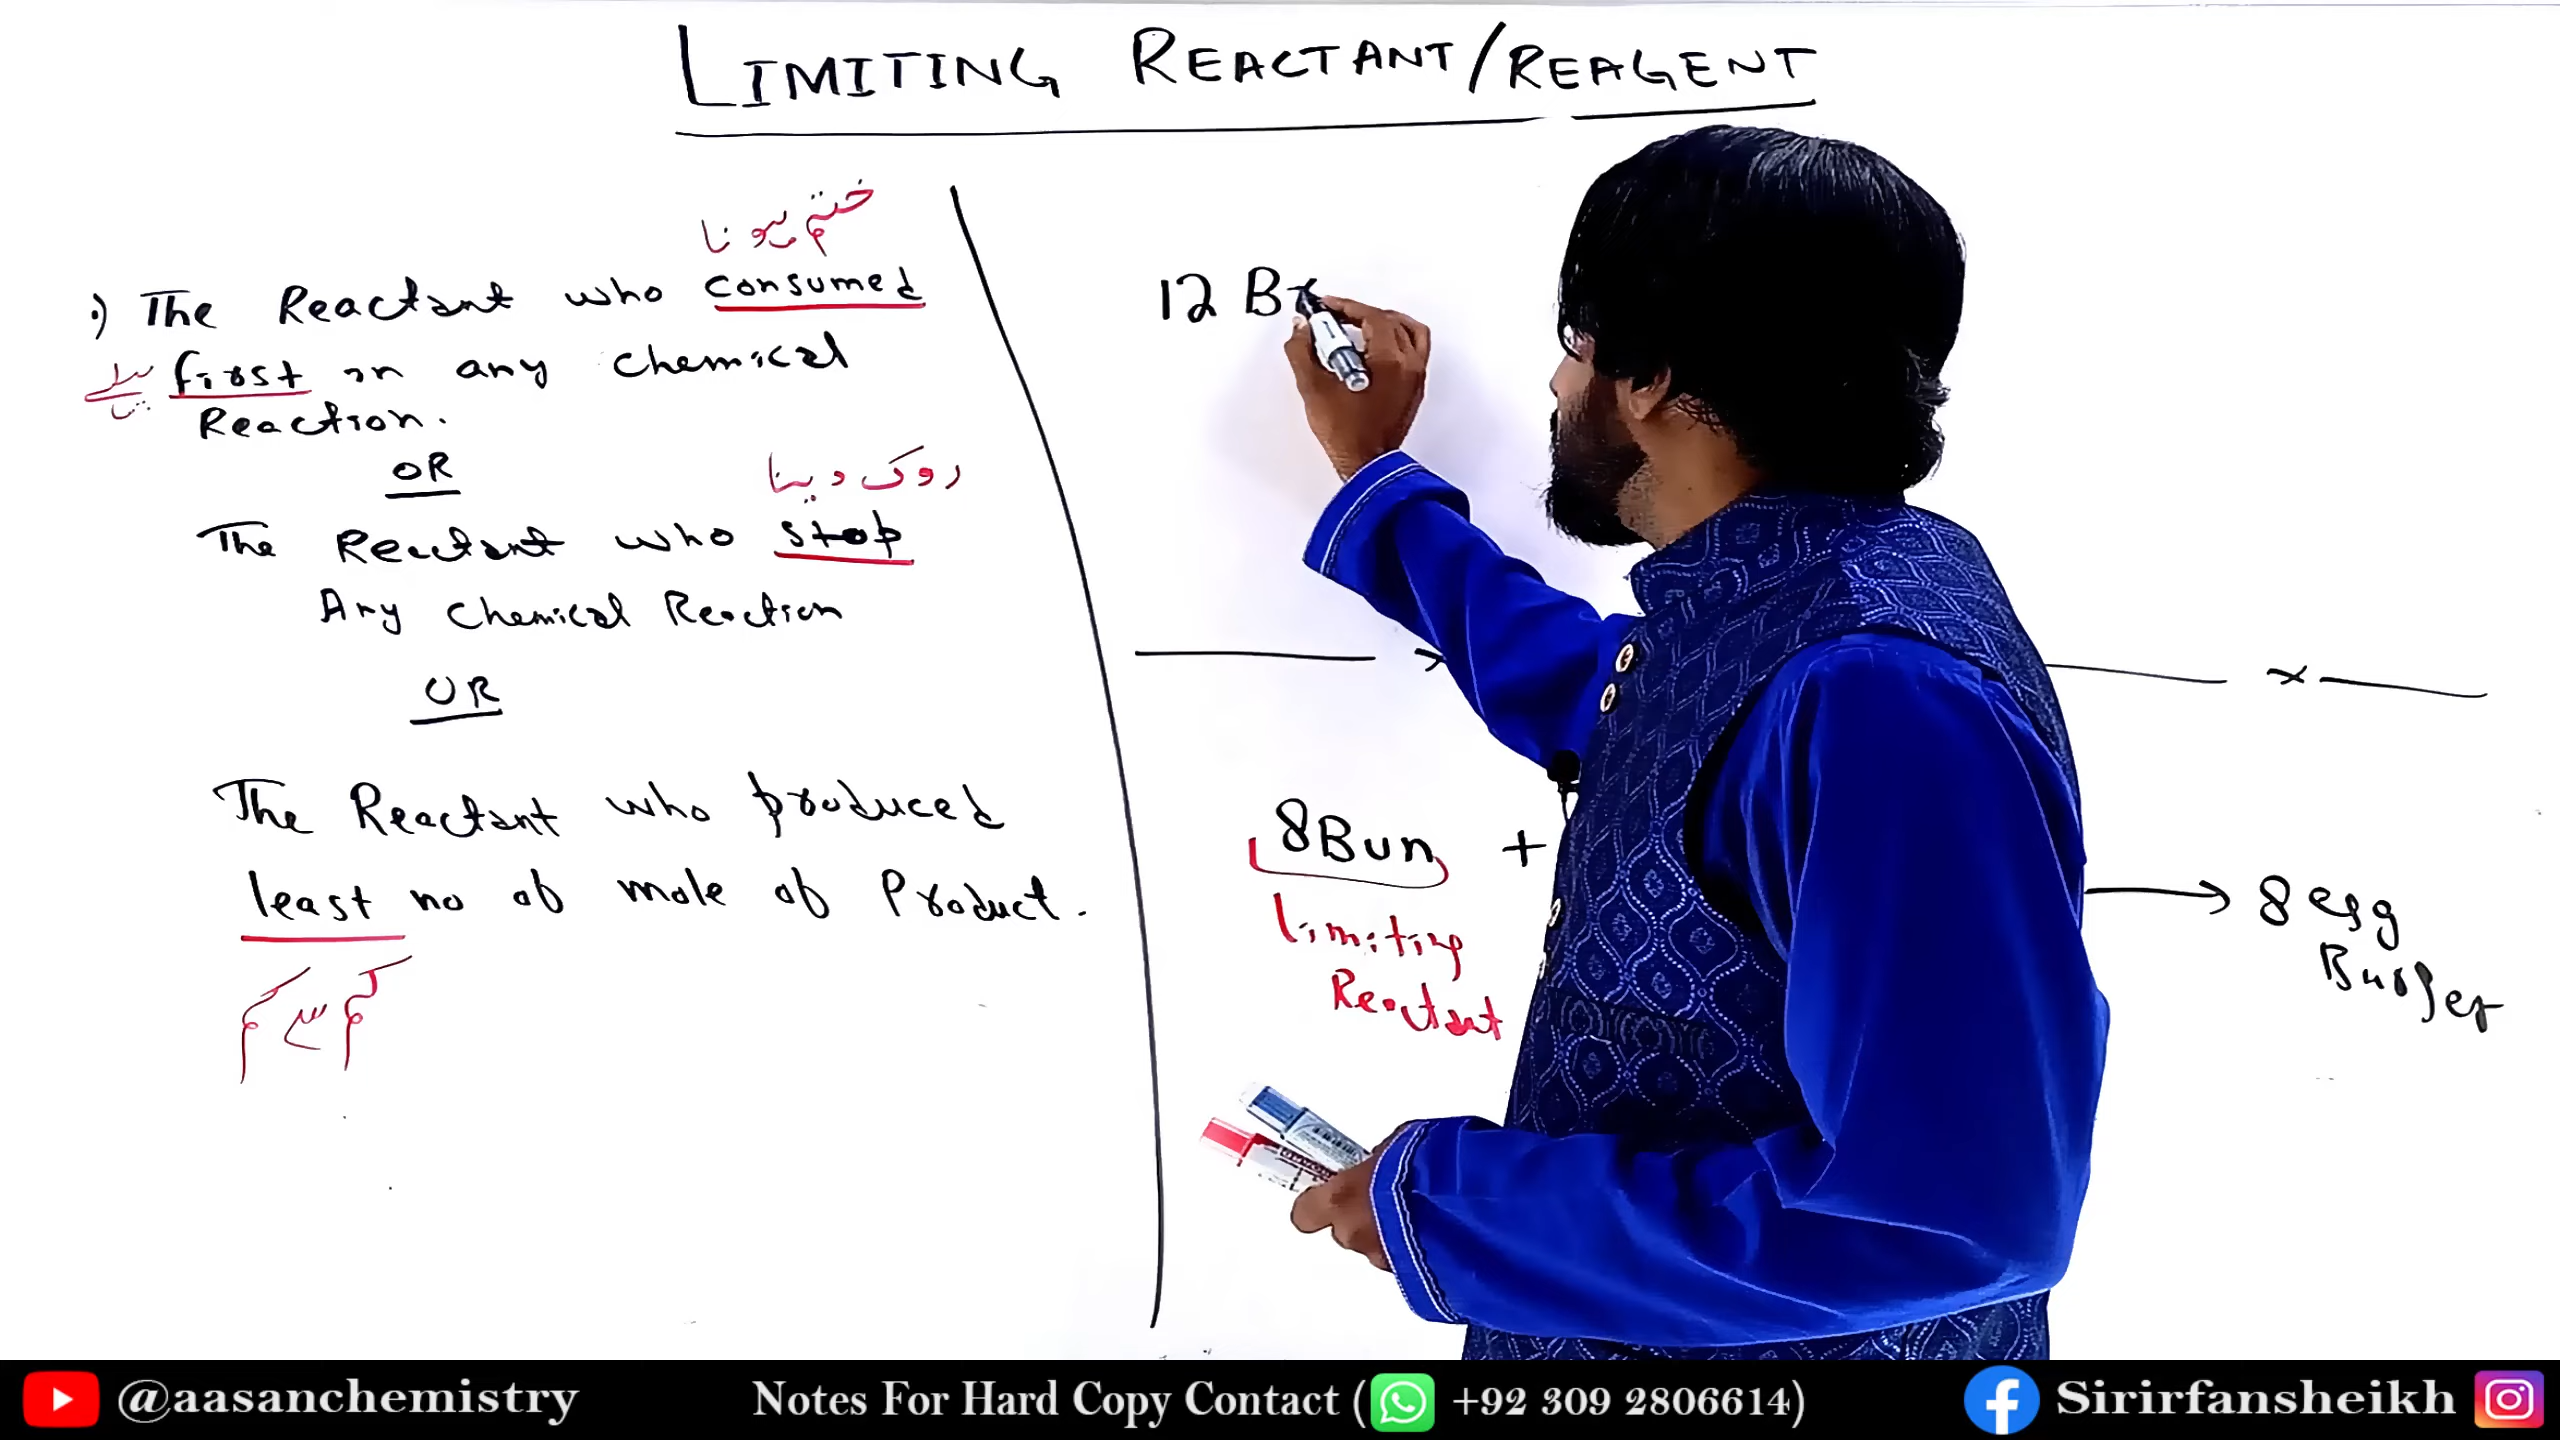 LIMITING REACTANT/REAGENT
ختم ہونا
•) The Reactant who consumed
پہلے first in any chemical
Reaction.
OR
روک دینا
The Reactant who stop
Any Chemical Reaction
OR
The Reactant who produced
least no of mole of Product.
کم سے کم
12 B
x
x
8Bun +
Limiting
Reactant
→ 8 egg
Burger
@aasanchemistry
Notes For Hard Copy Contact ( +92 309 2806614)
Sirirfansheikh